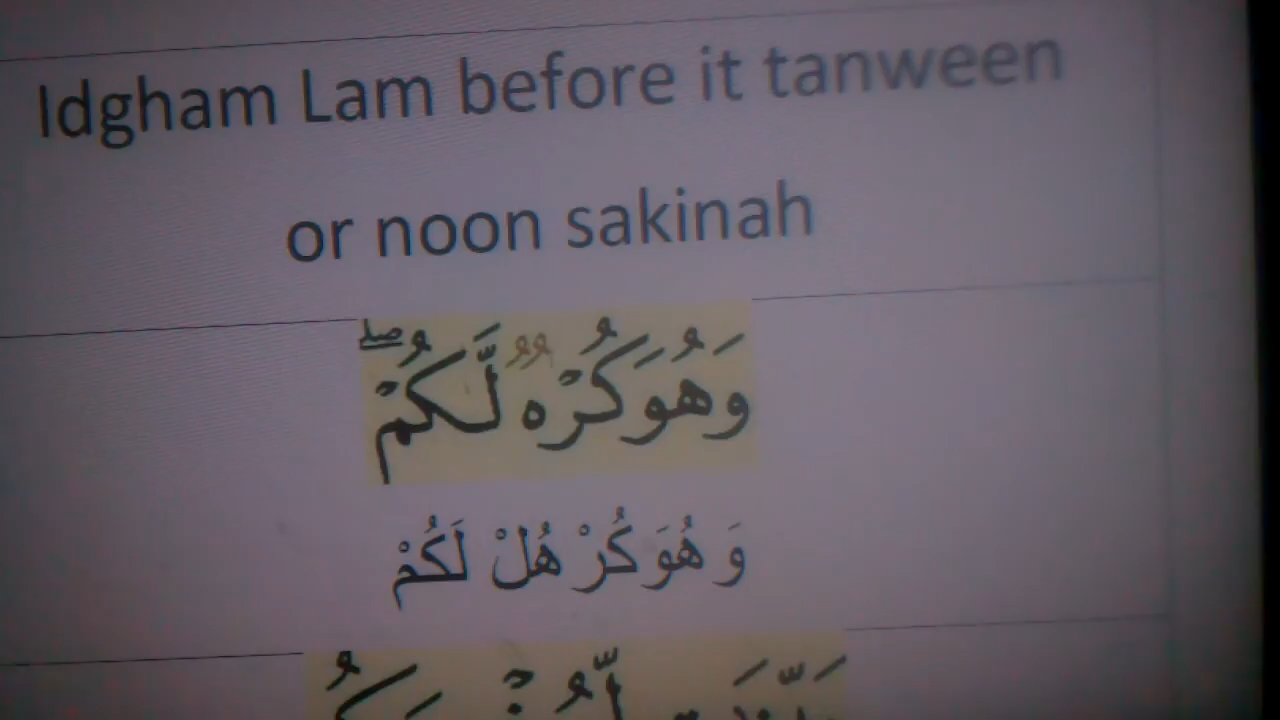 Idgham Lam before it tanween
or noon sakinah
وَهُوَ كُرْهٌ لَّكُمْ ۖ
وَ هُوَ كُرْ هُلْ لَكُمْ